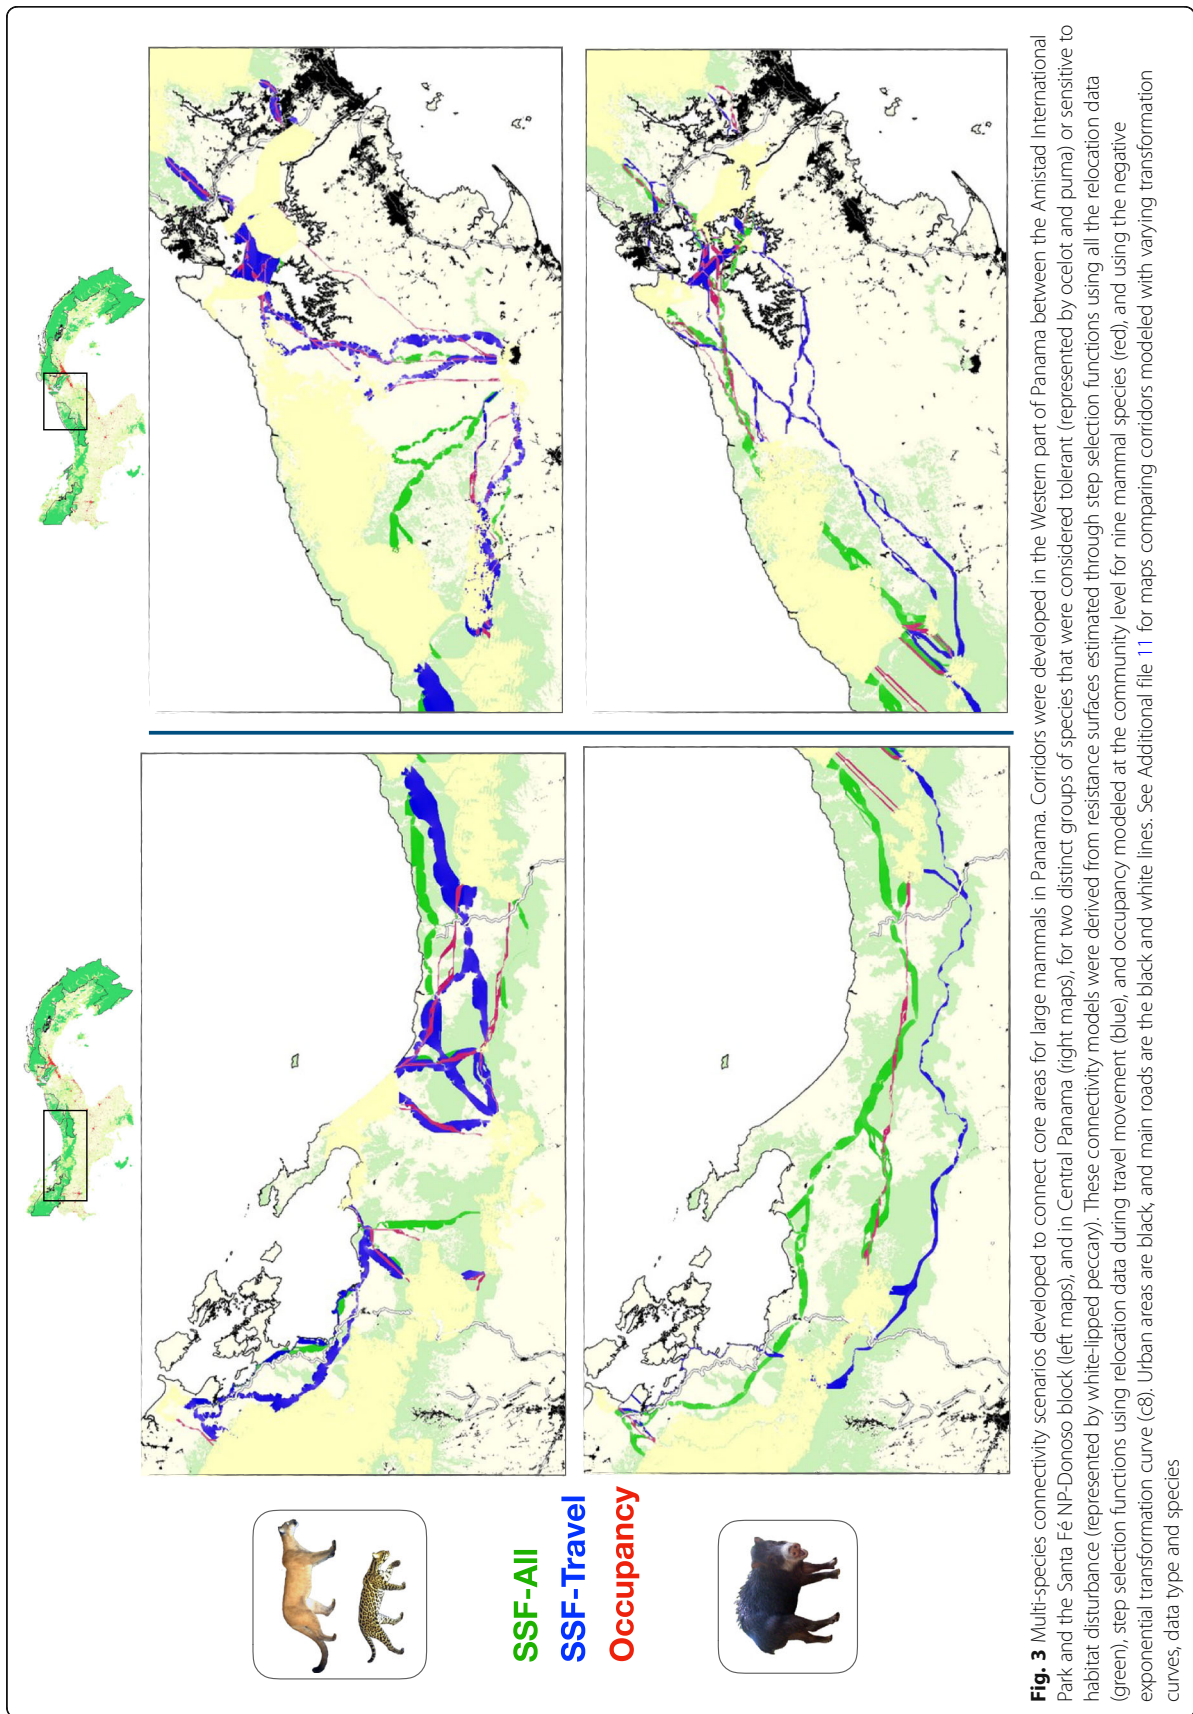 SSF-All
SSF-Travel
Occupancy
Fig. 3 Multi-species connectivity scenarios developed to connect core areas for large mammals in Panama. Corridors were developed in the Western part of Panama between the Amistad International
Park and the Santa Fé NP-Donoso block (left maps), and in Central Panama (right maps), for two distinct groups of species that were considered tolerant (represented by ocelot and puma) or sensitive to
habitat disturbance (represented by white-lipped peccary). These connectivity models were derived from resistance surfaces estimated through step selection functions using all the relocation data
(green), step selection functions using relocation data during travel movement (blue), and occupancy modeled at the community level for nine mammal species (red), and using the negative
exponential transformation curve (c8). Urban areas are black, and main roads are the black and white lines. See Additional file 11 for maps comparing corridors modeled with varying transformation
curves, data type and species